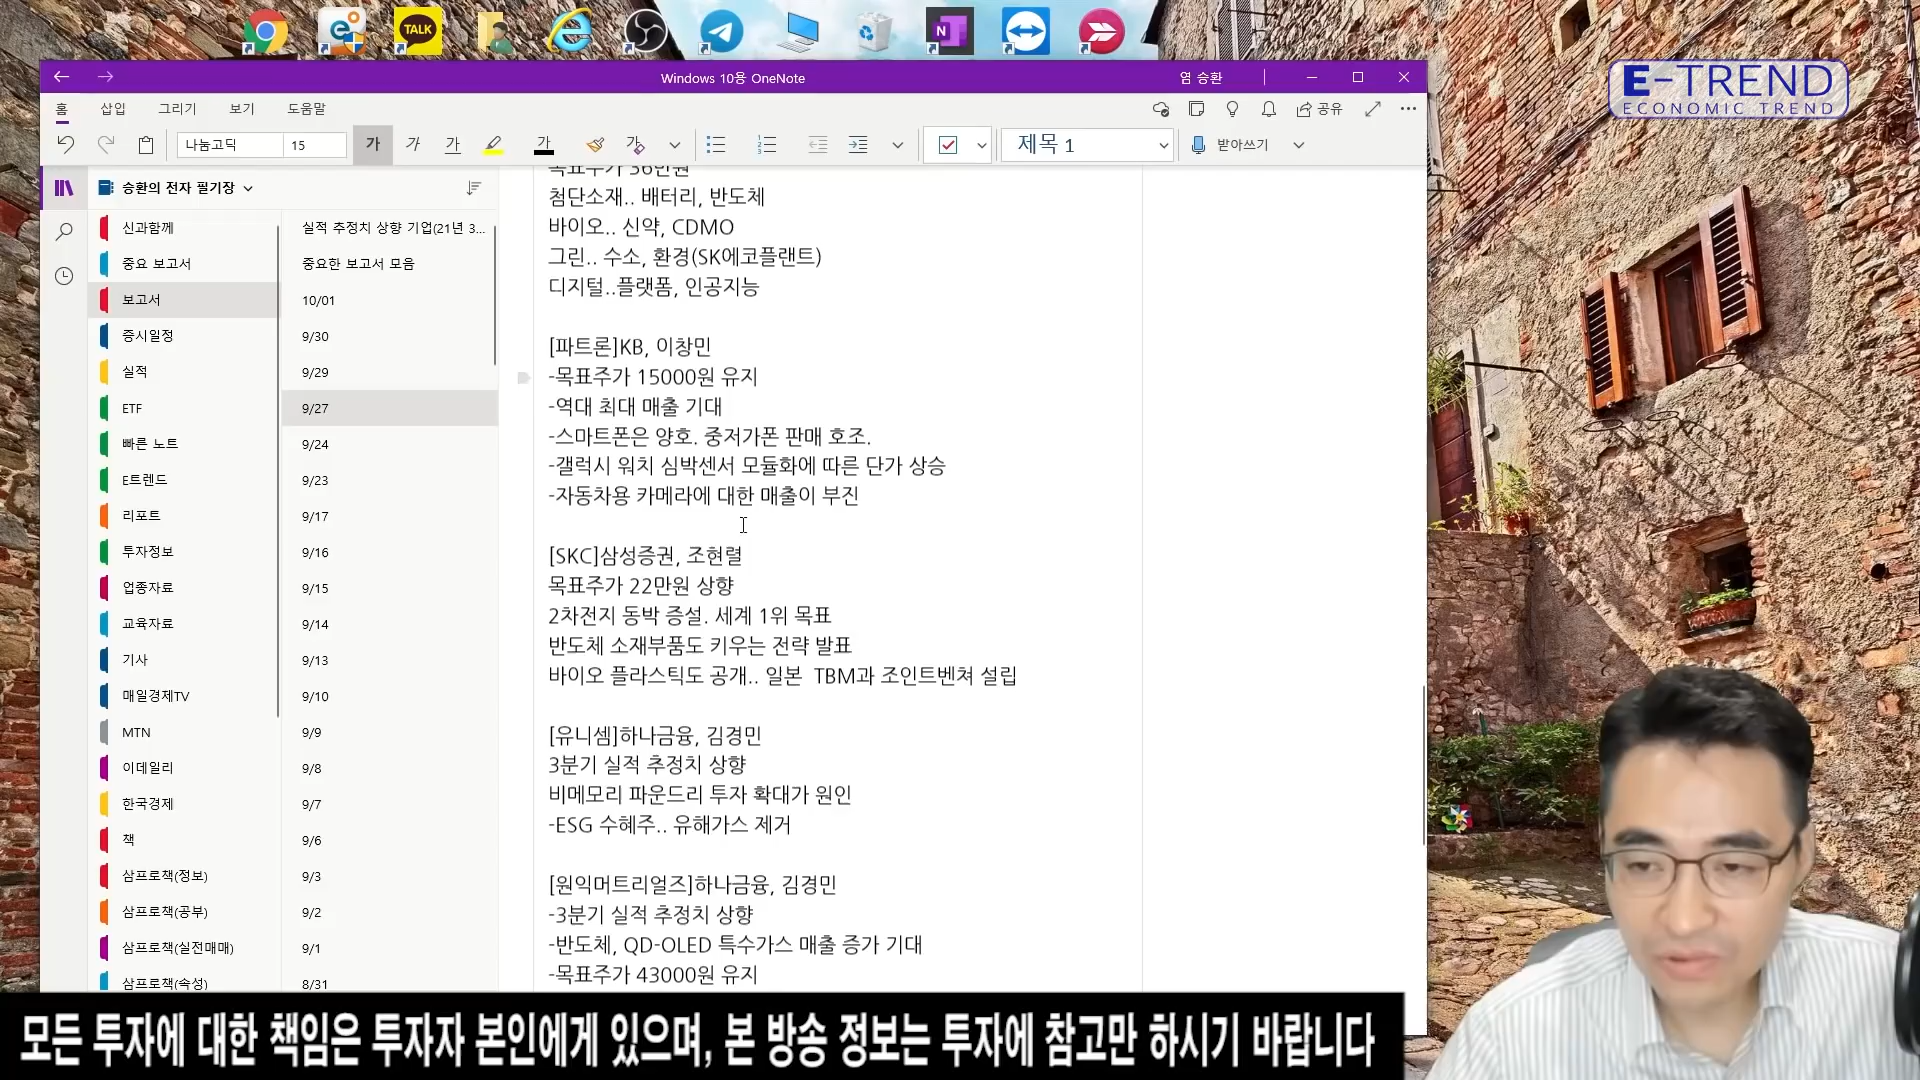 TALK
Windows 10용 OneNote
염 승환
E-TREND
ECONOMIC TREND
홈
삽입
그리기
보기
도움말
공유
나눔고딕
15
가
가
가
가
가
제목 1
받아쓰기
승환의 전자 필기장
신과함께
중요 보고서
보고서
증시일정
실적
ETF
빠른 노트
E트렌드
리포트
투자정보
업종자료
교육자료
기사
매일경제TV
MTN
이데일리
한국경제
책
삼프로책(정보)
삼프로책(공부)
삼프로책(실전매매)
삼프로책(속성)
실적 추정치 상향 기업(21년 3...
중요한 보고서 모음
10/01
9/30
9/29
9/27
9/24
9/23
9/17
9/16
9/15
9/14
9/13
9/10
9/9
9/8
9/7
9/6
9/3
9/2
9/1
8/31
목표주가 36만원
첨단소재.. 배터리, 반도체
바이오.. 신약, CDMO
그린.. 수소, 환경(SK에코플랜트)
디지털..플랫폼, 인공지능
[파트론]KB, 이창민
-목표주가 15000원 유지
-역대 최대 매출 기대
-스마트폰은 양호. 중저가폰 판매 호조.
-갤럭시 워치 심박센서 모듈화에 따른 단가 상승
-자동차용 카메라에 대한 매출이 부진
[SKC]삼성증권, 조현렬
목표주가 22만원 상향
2차전지 동박 증설. 세계 1위 목표
반도체 소재부품도 키우는 전략 발표
바이오 플라스틱도 공개.. 일본 TBM과 조인트벤쳐 설립
[유니셈]하나금융, 김경민
3분기 실적 추정치 상향
비메모리 파운드리 투자 확대가 원인
-ESG 수혜주.. 유해가스 제거
[원익머트리얼즈]하나금융, 김경민
-3분기 실적 추정치 상향
-반도체, QD-OLED 특수가스 매출 증가 기대
-목표주가 43000원 유지
모든 투자에 대한 책임은 투자자 본인에게 있으며, 본 방송 정보는 투자에 참고만 하시기 바랍니다